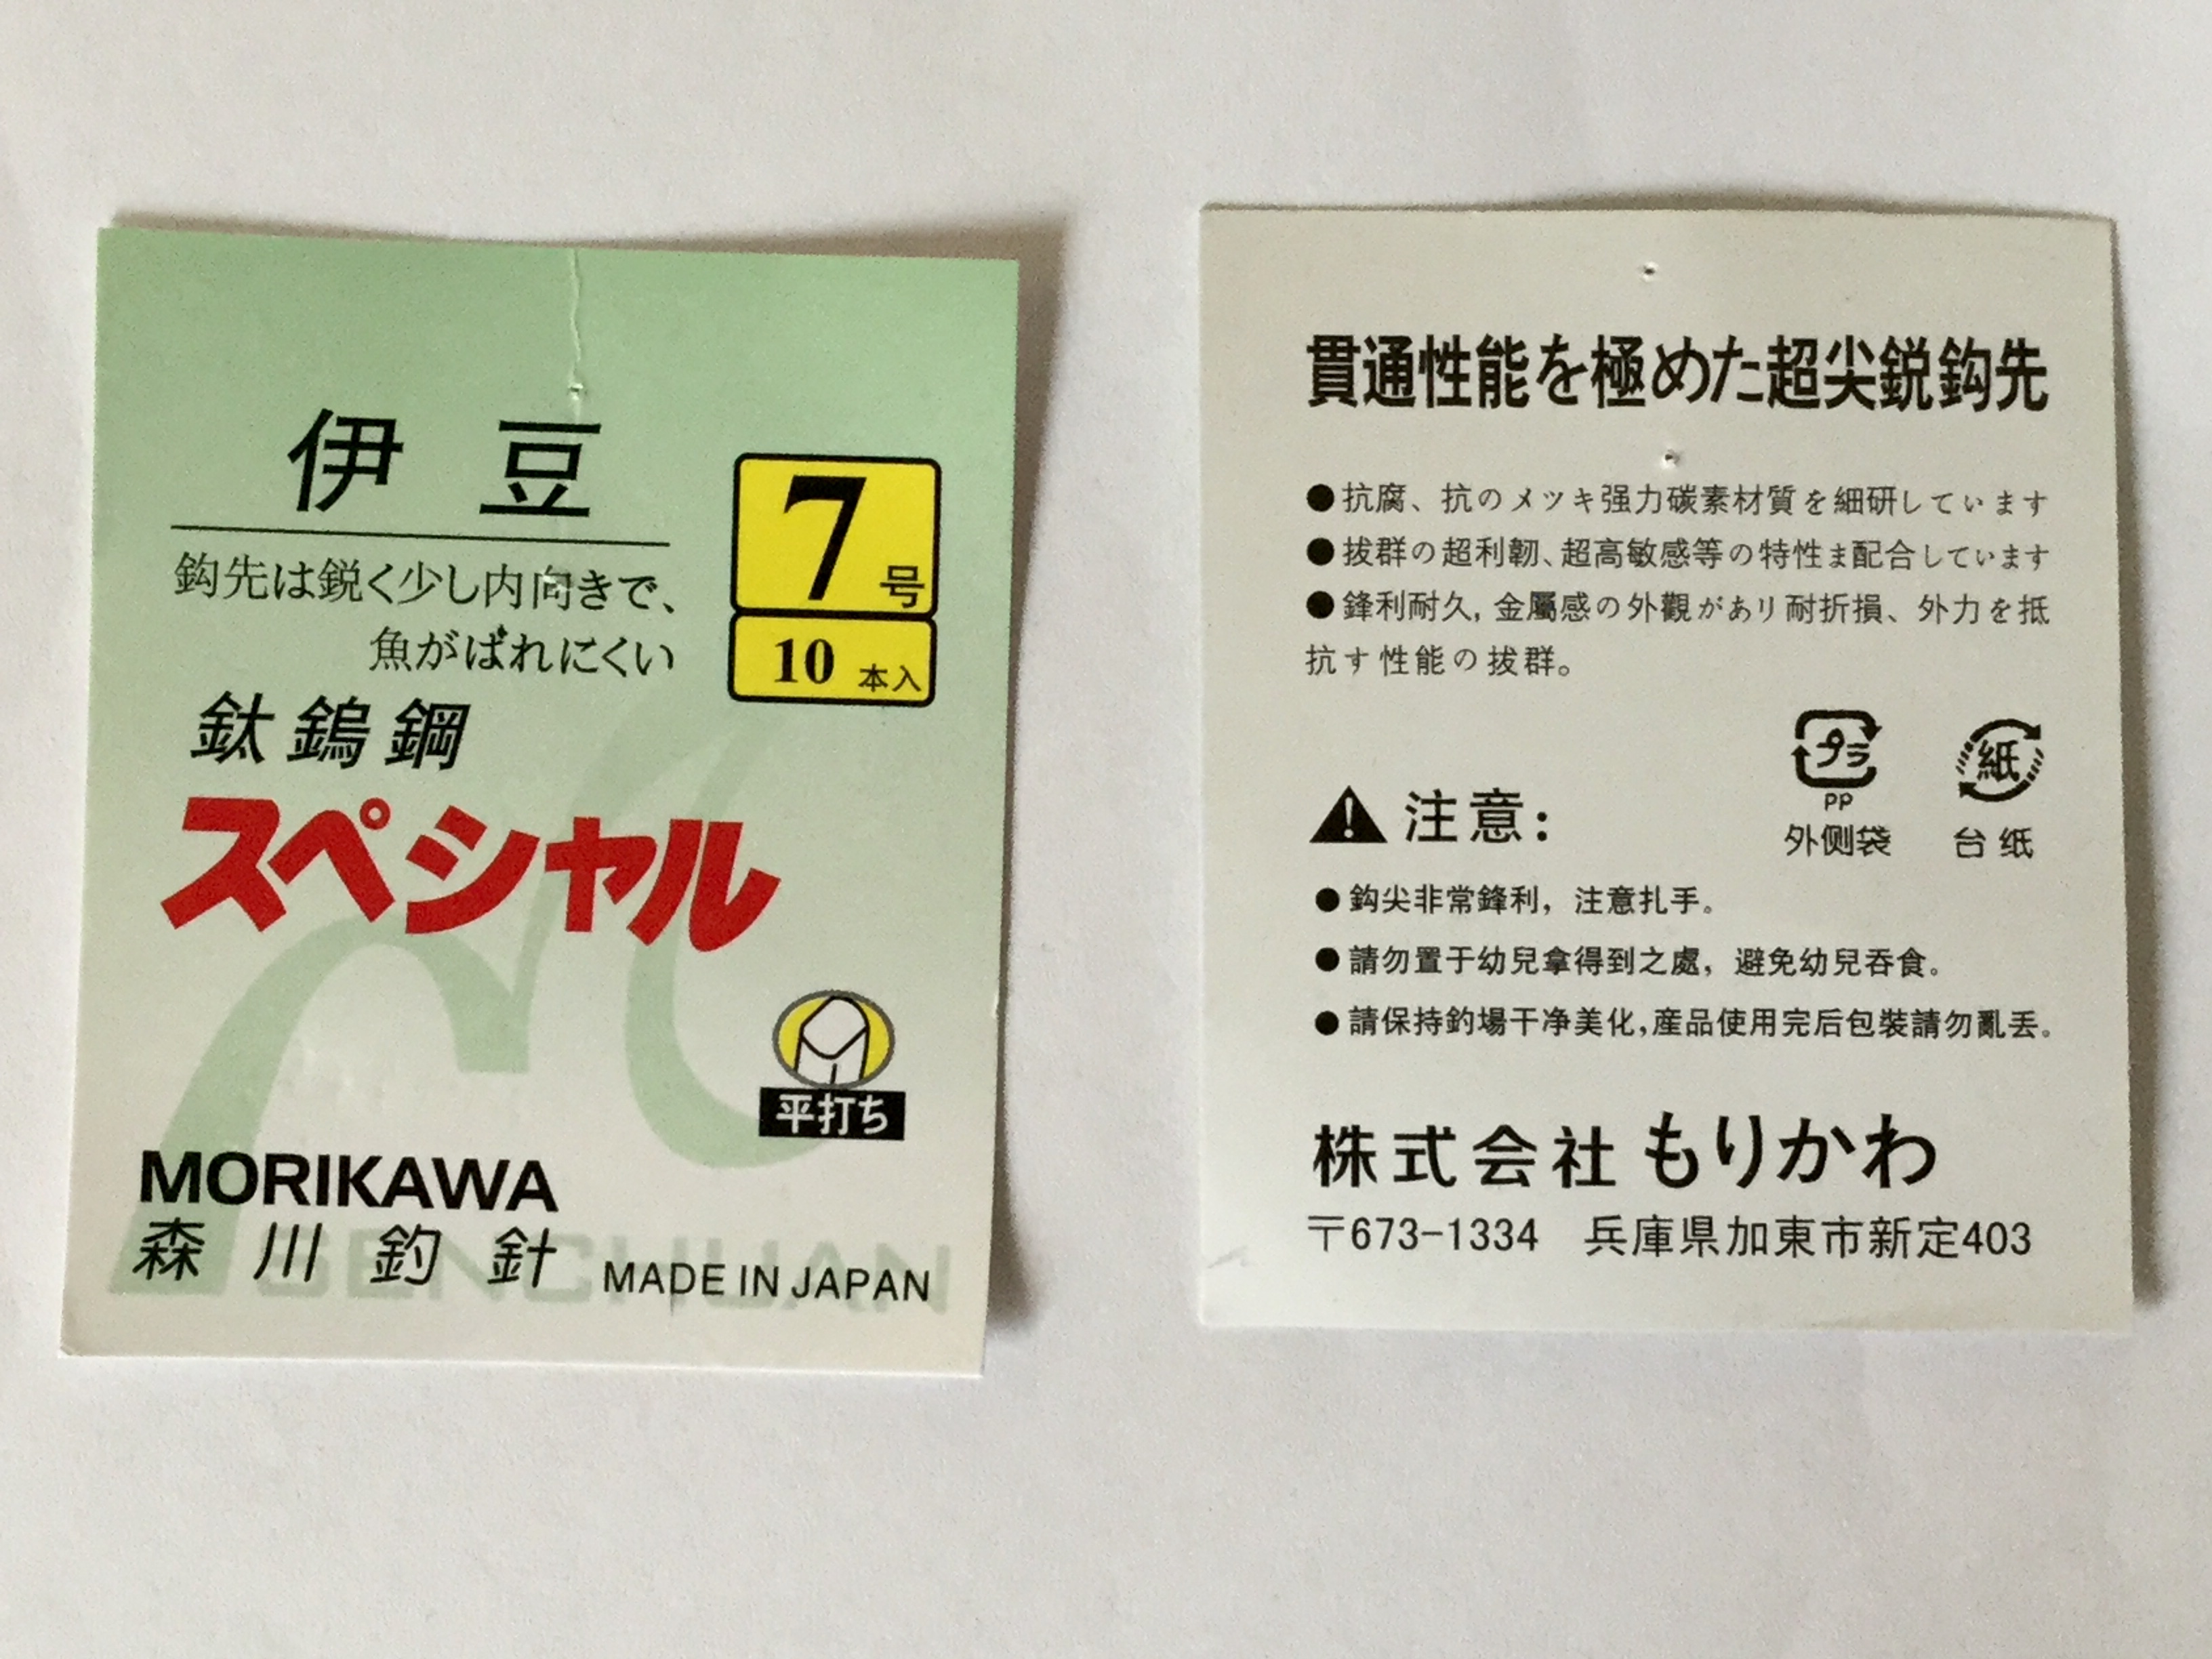 伊豆
鈎先は鋭く少し内向きで、
魚がばれにくい
7号
10 本入
鈦鎢鋼
スペシャル
平打ち
MORIKAWA
森川釣針
SENCHUAN
MADE IN JAPAN
貫通性能を極めた超尖鋭鈎先
●抗腐、抗のメツキ强力碳素材質を細研しています
●拔群の超利韌、超高敏感等の特性ま配合しています
●鋒利耐久,金屬感の外觀があリ耐折損、外力を抵
抗す性能の拔群。
プラ
PP
外侧袋
紙
台纸
注意：
●鈎尖非常鋒利，注意扎手。
●請勿置于幼兒拿得到之處，避免幼兒吞食。
●請保持釣場干净美化,産品使用完后包裝請勿亂丢。
株式会社もりかわ
〒673-1334 兵庫県加東市新定403